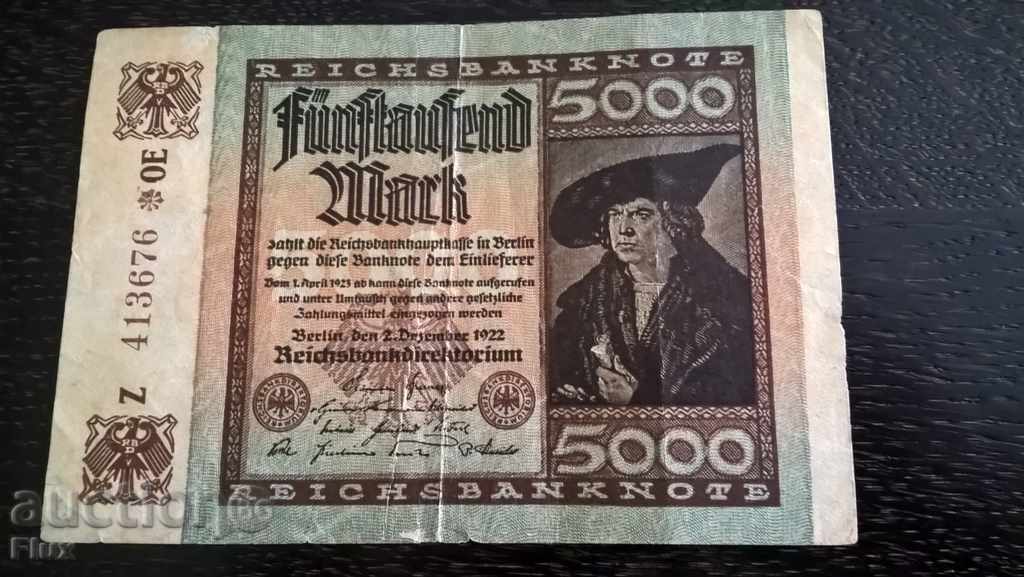 REICHSBANKNOTE
5000
Fünftausend
Mark
zahlt die Reichsbankhauptkasse in Berlin
gegen diese Banknote dem Einlieferer
Vom 1. April 1923 ab kann diese Banknote aufgerufen
und unter Umtausch gegen andere gesetzliche
Zahlungsmittel eingezogen werden
Berlin, den 2. Dezember 1922
Reichsbankdirektorium
5000
REICHSBANKNOTE
Z 413676 * OE
auction
Flux